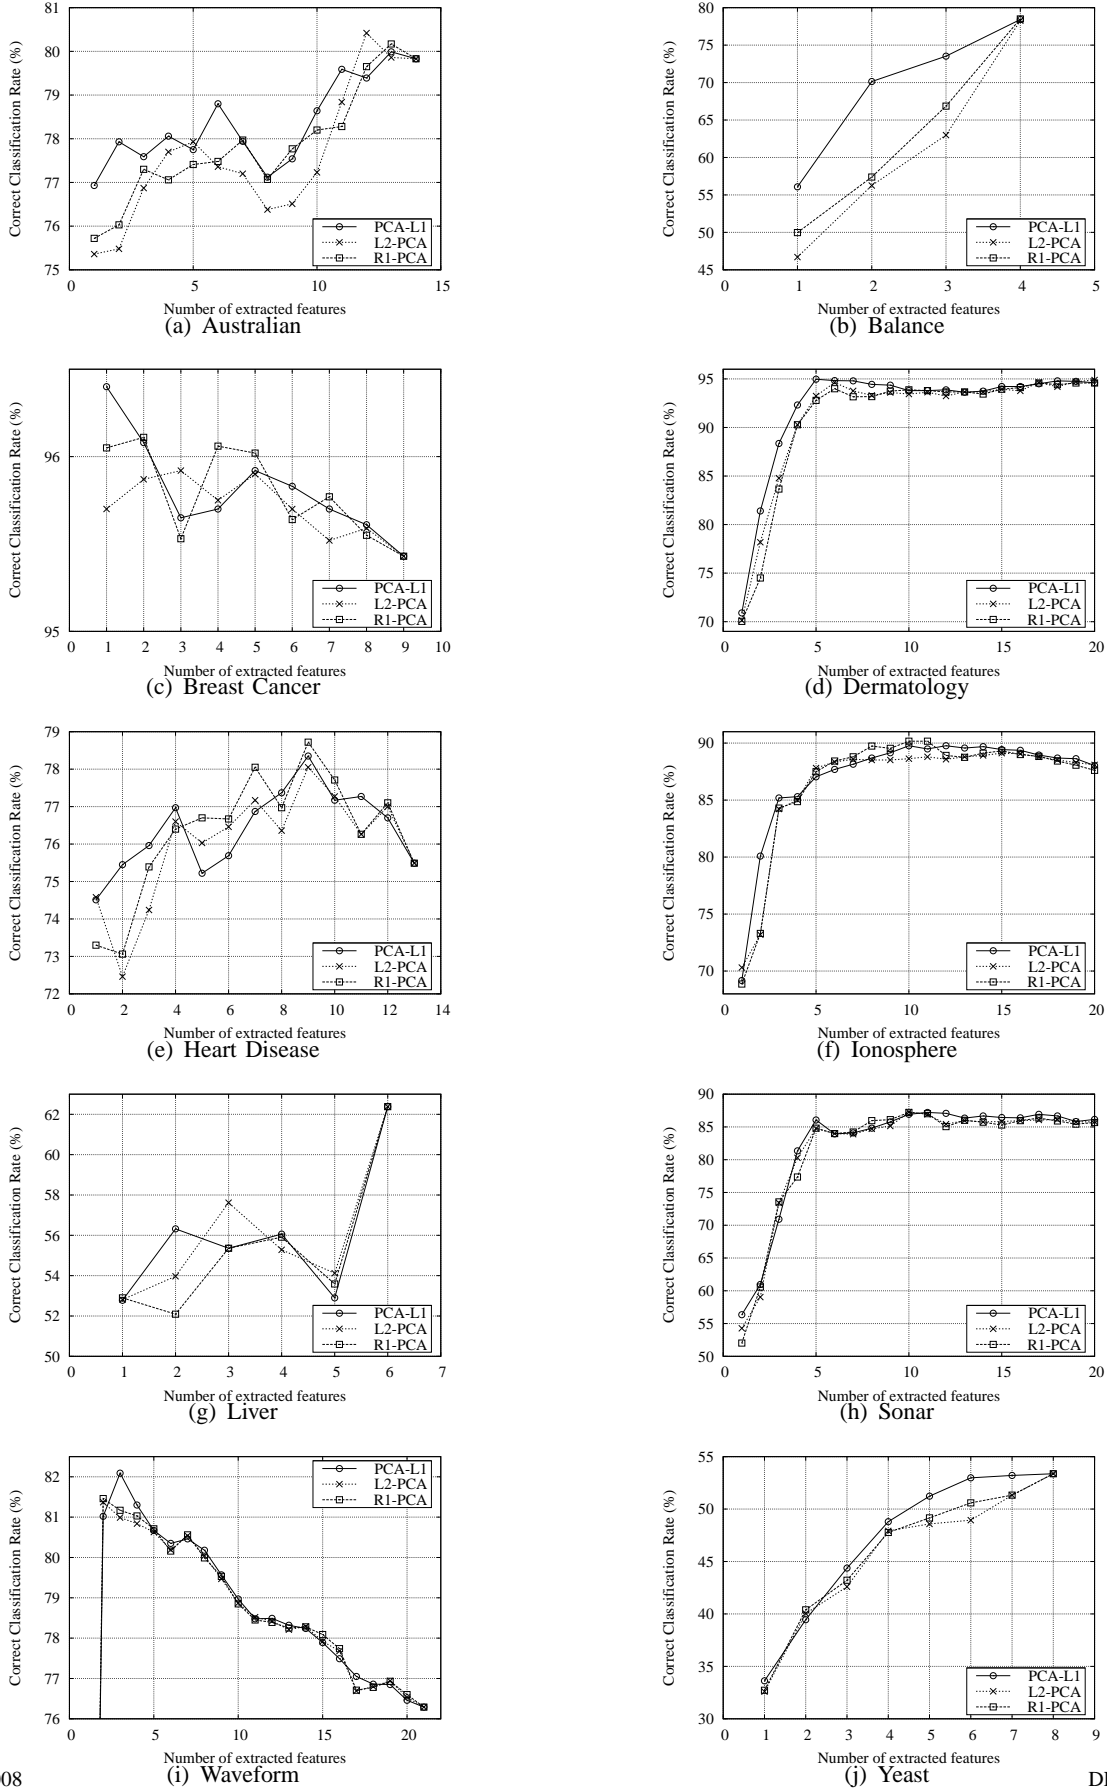 81
80
79
78
77
76
75
0 5 10 15
Correct Classification Rate (%)
Number of extracted features
PCA-L1
L2-PCA
R1-PCA
(a) Australian
80
75
70
65
60
55
50
45
0 1 2 3 4 5
Correct Classification Rate (%)
Number of extracted features
PCA-L1
L2-PCA
R1-PCA
(b) Balance
96
95
0 1 2 3 4 5 6 7 8 9 10
Correct Classification Rate (%)
Number of extracted features
PCA-L1
L2-PCA
R1-PCA
(c) Breast Cancer
95
90
85
80
75
70
0 5 10 15 20
Correct Classification Rate (%)
Number of extracted features
PCA-L1
L2-PCA
R1-PCA
(d) Dermatology
79
78
77
76
75
74
73
72
0 2 4 6 8 10 12 14
Correct Classification Rate (%)
Number of extracted features
PCA-L1
L2-PCA
R1-PCA
(e) Heart Disease
90
85
80
75
70
0 5 10 15 20
Correct Classification Rate (%)
Number of extracted features
PCA-L1
L2-PCA
R1-PCA
(f) Ionosphere
62
60
58
56
54
52
50
0 1 2 3 4 5 6 7
Correct Classification Rate (%)
Number of extracted features
PCA-L1
L2-PCA
R1-PCA
(g) Liver
90
85
80
75
70
65
60
55
50
0 5 10 15 20
Correct Classification Rate (%)
Number of extracted features
PCA-L1
L2-PCA
R1-PCA
(h) Sonar
82
81
80
79
78
77
76
0 5 10 15 20
Correct Classification Rate (%)
Number of extracted features
PCA-L1
L2-PCA
R1-PCA
(i) Waveform
55
50
45
40
35
30
0 1 2 3 4 5 6 7 8 9
Correct Classification Rate (%)
Number of extracted features
PCA-L1
L2-PCA
R1-PCA
(j) Yeast
08